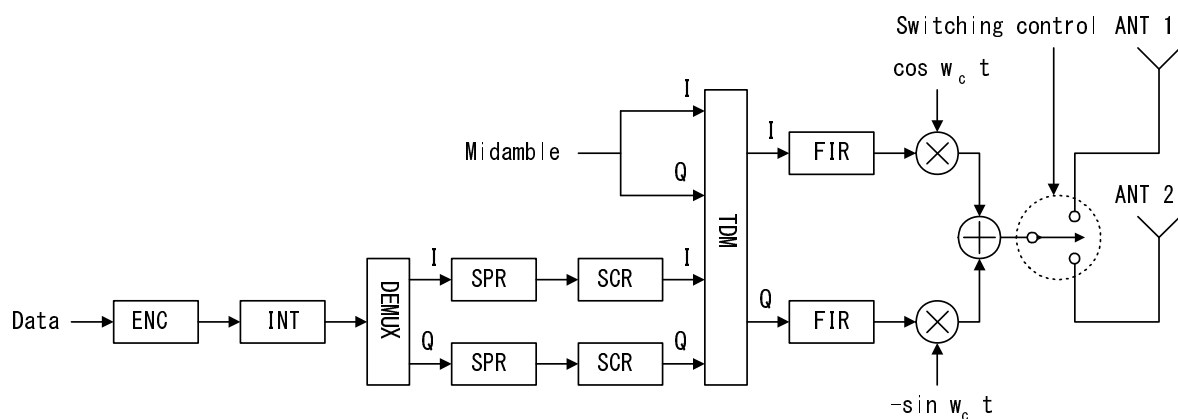 Switching control ANT 1
cos w_c t
I
Midamble
I
FIR
Q
ANT 2
TDM
I
SPR
SCR
I
Data
ENC
INT
DEMUX
Q
FIR
Q
SPR
SCR
Q
-sin w_c t